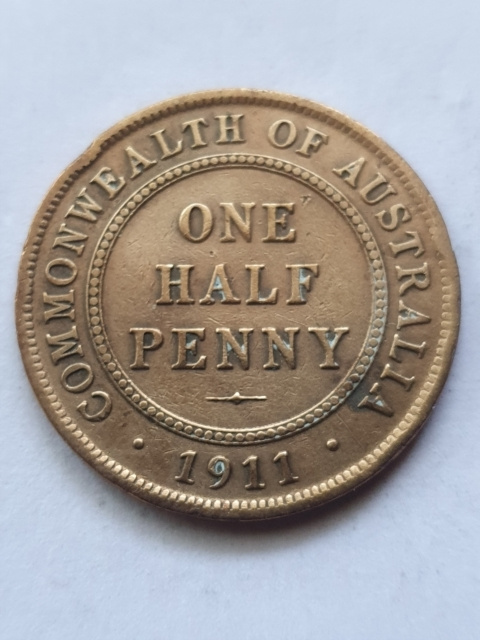 COMMONWEALTH OF AUSTRALIA
ONE
HALF
PENNY
· 1911 ·